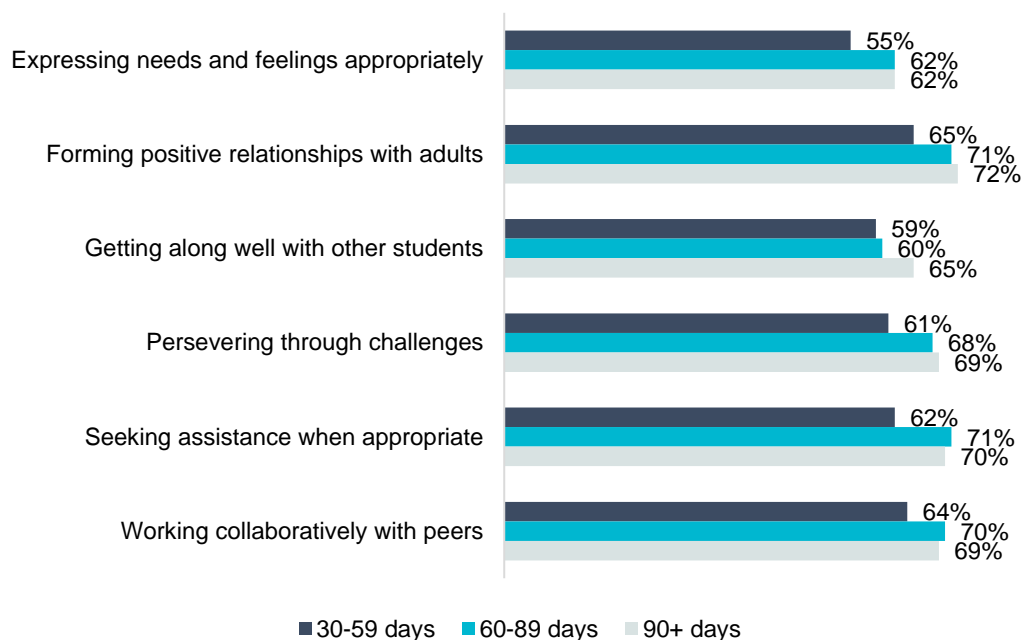 Expressing needs and feelings appropriately
55%
62%
62%
Forming positive relationships with adults
65%
71%
72%
Getting along well with other students
59%
60%
65%
Persevering through challenges
61%
68%
69%
Seeking assistance when appropriate
62%
71%
70%
Working collaboratively with peers
64%
70%
69%
30-59 days 60-89 days 90+ days